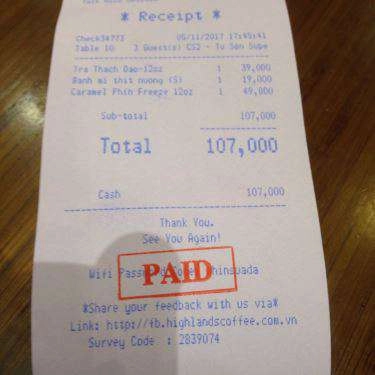 * Receipt *
05/11/2017 17:45:41
Table 10 3 Guest(s) CS2 - Tu San Supe
Tra Thach Dao-12oz 1 39,000
Banh mi thit nuong (S) 1 19,000
Caramel Phin Freeze 12oz 1 49,000
Sub-total 107,000
Total 107,000
Cash 107,000
Thank You.
See You Again!
Wifi
PAID
*Share your feedback with us via*
Link: http://fb.highlandscoffee.com.vn
Survey Code : 2839074